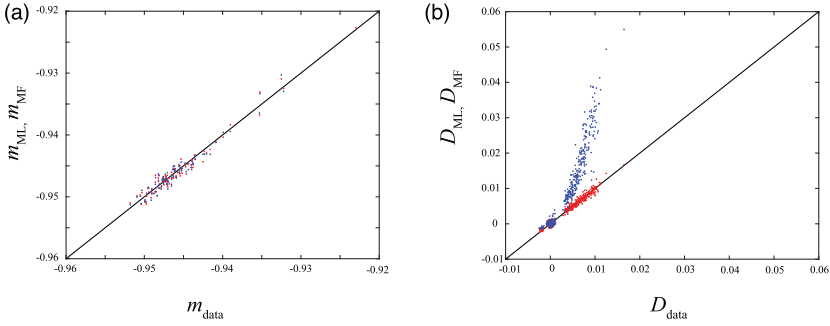 (a)
-0.92
-0.93
-0.94
-0.95
-0.96
-0.96 -0.95 -0.94 -0.93 -0.92
m_ML, m_MF
m_data
(b)
0.06
0.05
0.04
0.03
0.02
0.01
0
-0.01
-0.01 0 0.01 0.02 0.03 0.04 0.05 0.06
D_ML, D_MF
D_data